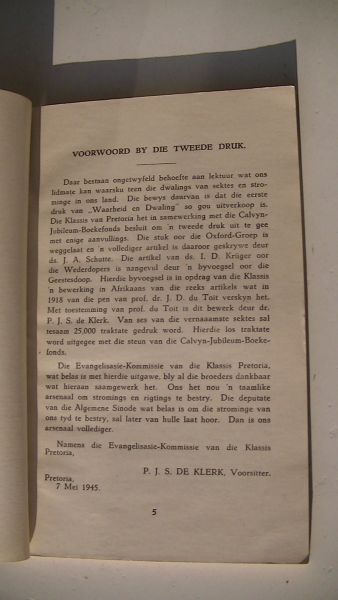 VOORWOORD BY DIE TWEEDE DRUK.
Daar bestaan ongetwyfeld behoefte aan lektuur wat ons
lidmate kan waarsku teen die dwalings van sektes en stro-
minge in ons land. Die bewys daarvan is dat die eerste
druk van „Waarheid en Dwaling" so gou uitverkoop is.
Die Klassis van Pretoria het in samewerking met die Calvyn-
Jubileum-Boekefonds besluit om 'n tweede druk uit te gee
met enige aanvullings. Die stuk oor die Oxford-Groep is
weggelaat en 'n vollediger artikel is daaroor geskrywe deur
ds. J. A. Schutte. Die artikel van ds. I. D. Krüger oor
die Wederdopers is aangevul deur 'n byvoegsel oor die
Geestesdoop. Hierdie byvoegsel is in opdrag van die Klassis
'n bewerking in Afrikaans van die reeks artikels wat in
1918 van die pen van prof. dr. J. D. du Toit verskyn het.
Met toestemming van prof. du Toit is dit bewerk deur dr.
P. J. S. de Klerk. Van ses van die vernaamste sektes sal
tesaam 25,000 traktate gedruk word. Hierdie los traktate
word uitgegee met die steun van die Calvyn-Jubileum-Boeke-
fonds.
Die Evangelisasie-Kommissie van die Klassis Pretoria,
wat belas is met hierdie uitgawe, bly al die broeders dankbaar
wat hieraan saamgewerk het. Ons het nou 'n taamlike
arsenaal om stromings en rigtings te bestry. Die deputate
van die Algemene Sinode wat belas is om die strominge van
ons tyd te bestry, sal later van hulle laat hoor. Dan is ons
arsenaal vollediger.
Namens die Evangelisasie-Kommissie van die Klassis
Pretoria,
P. J. S. DE KLERK, Voorsitter.
Pretoria,
7 Mei 1945.
5